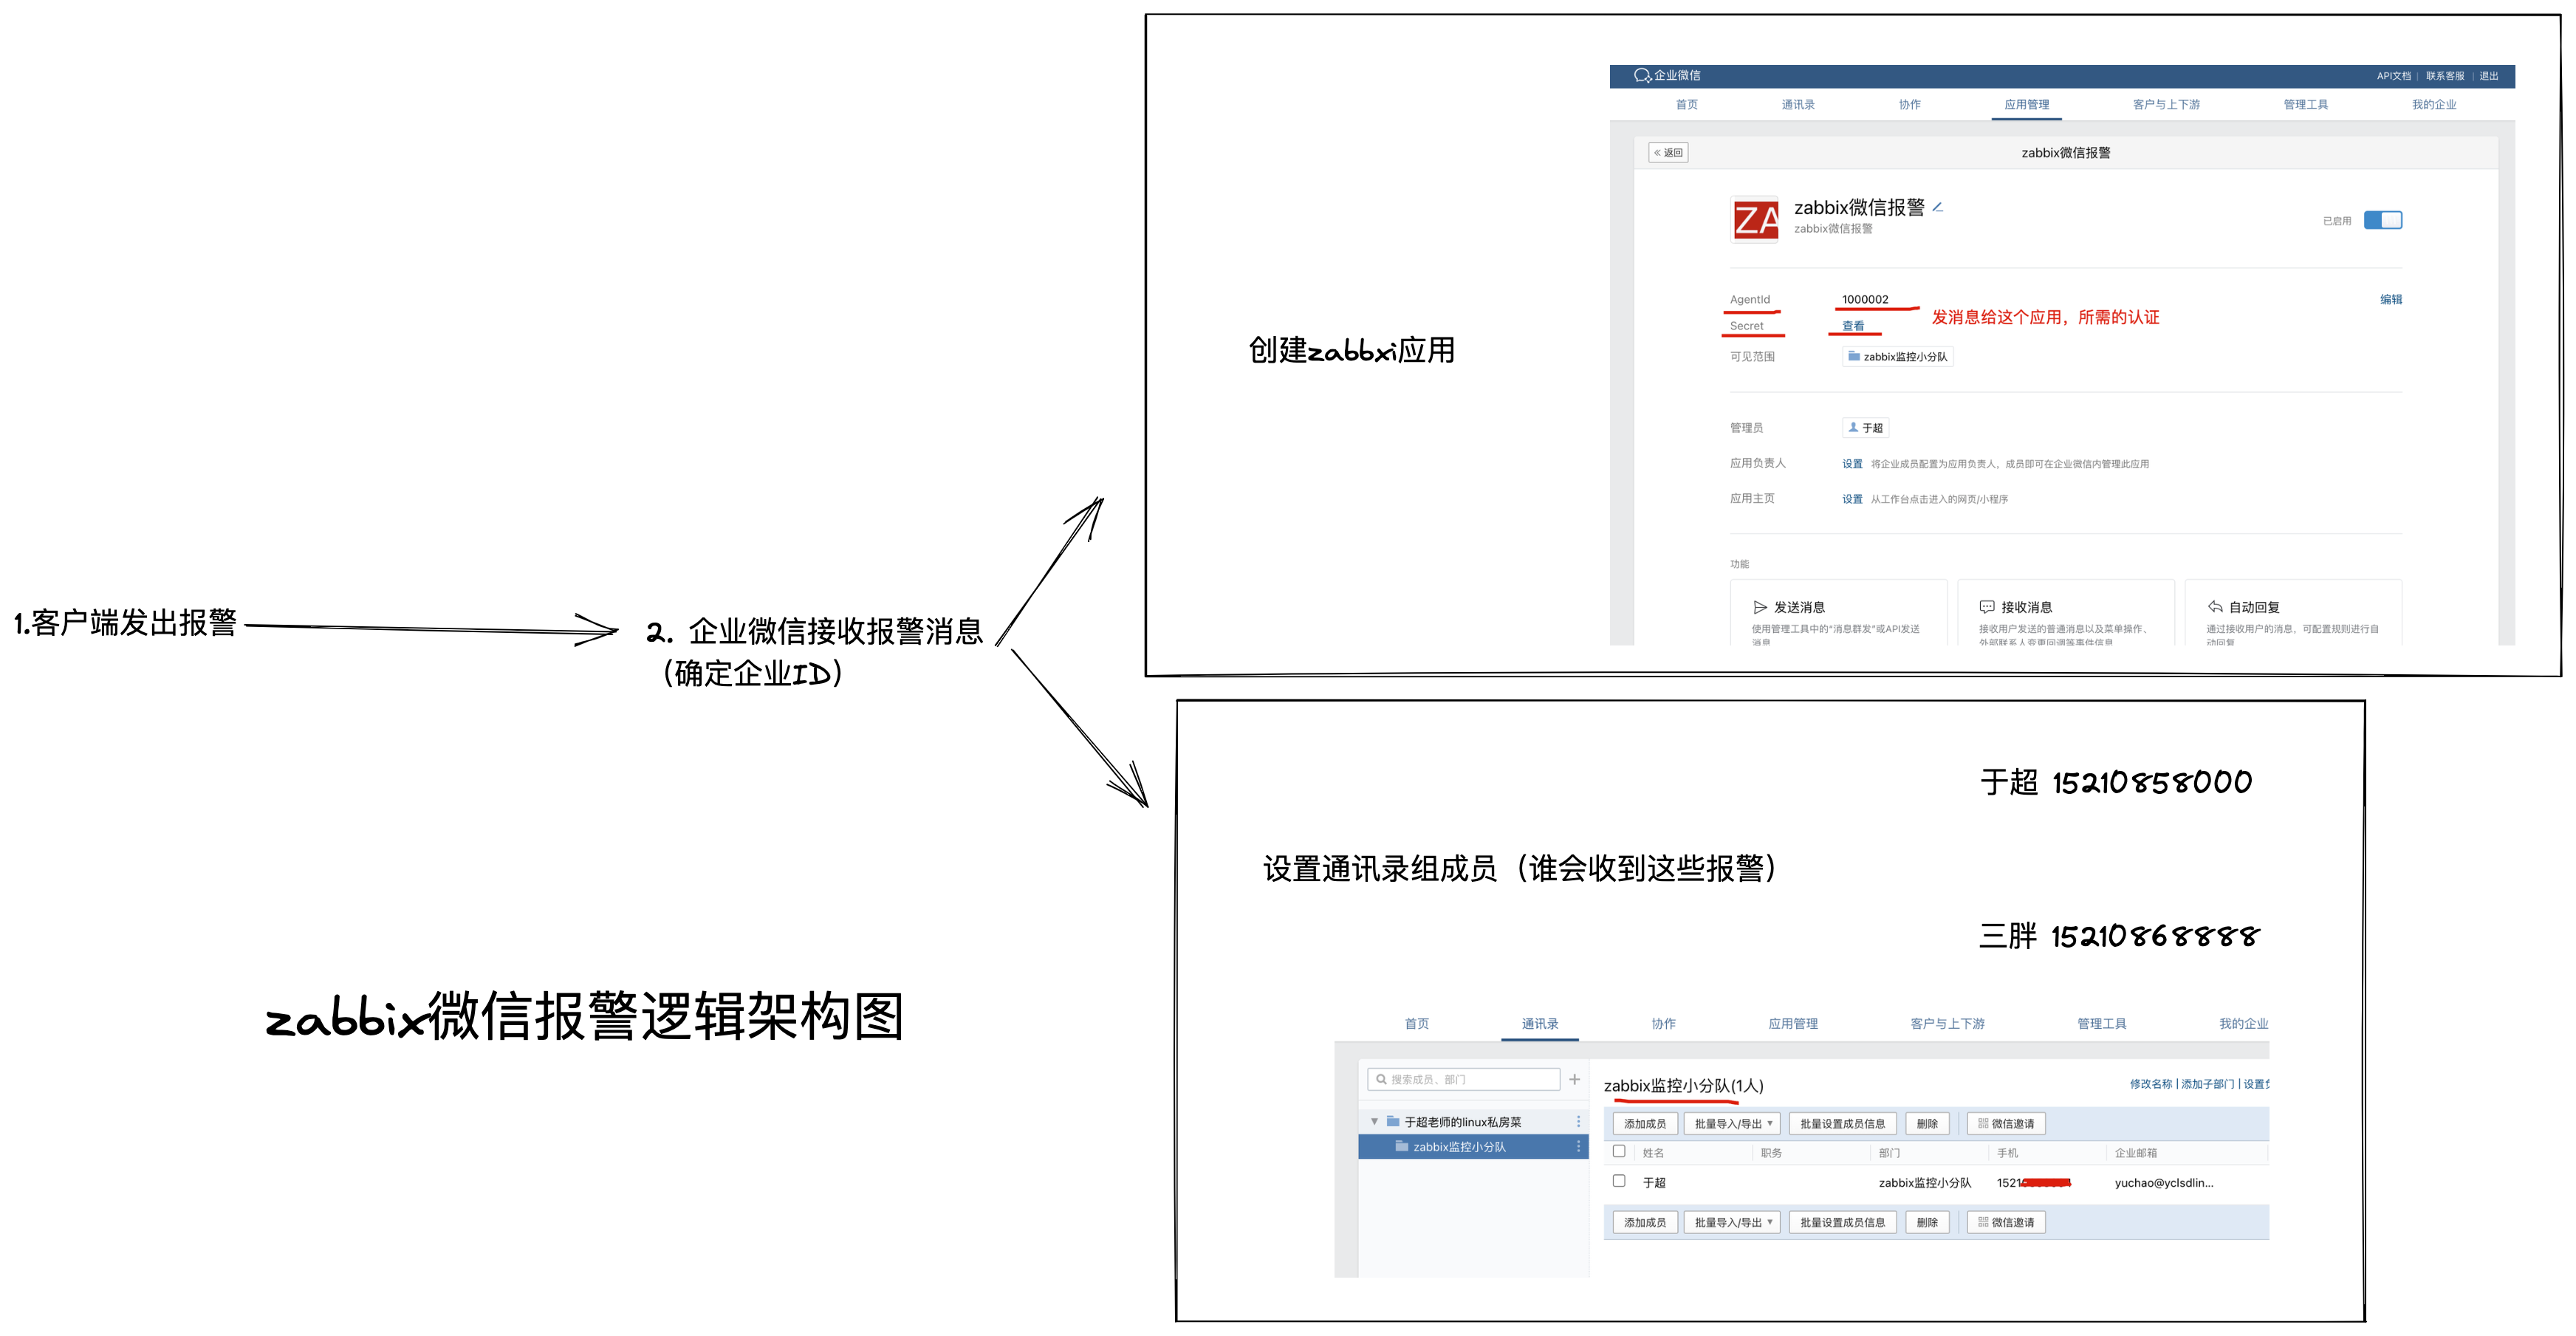 1.客户端发出报警
2. 企业微信接收报警消息
（确定企业ID）
zabbix微信报警逻辑架构图
创建zabbxi应用
企业微信
API文档 | 联系客服 | 退出
首页 通讯录 协作 应用管理 客户与上下游 管理工具 我的企业
« 返回
zabbix微信报警
ZA
zabbix微信报警
zabbix微信报警
已启用
AgentId 1000002
编辑
Secret 查看
发消息给这个应用，所需的认证
可见范围 zabbix监控小分队
管理员 于超
应用负责人 设置 将企业成员配置为应用负责人，成员即可在企业微信内管理此应用
应用主页 设置 从工作台点击进入的网页/小程序
功能
发送消息
使用管理工具中的“消息群发”或API发送
消息
接收消息
接收用户发送的普通消息以及菜单操作、
外部联系人变更回调等事件信息
自动回复
通过接收用户的消息，可配置规则进行自
动回复
于超 15210858000
设置通讯录组成员（谁会收到这些报警）
三胖 15210868888
首页 通讯录 协作 应用管理 客户与上下游 管理工具 我的企业
搜索成员、部门
于超老师的linux私房菜
zabbix监控小分队
zabbix监控小分队(1人)
修改名称 | 添加子部门 | 设置
添加成员 批量导入/导出 批量设置成员信息 删除 微信邀请
姓名 职务 部门 手机 企业邮箱
于超 zabbix监控小分队 1521 yuchao@yclsdlin...
添加成员 批量导入/导出 批量设置成员信息 删除 微信邀请